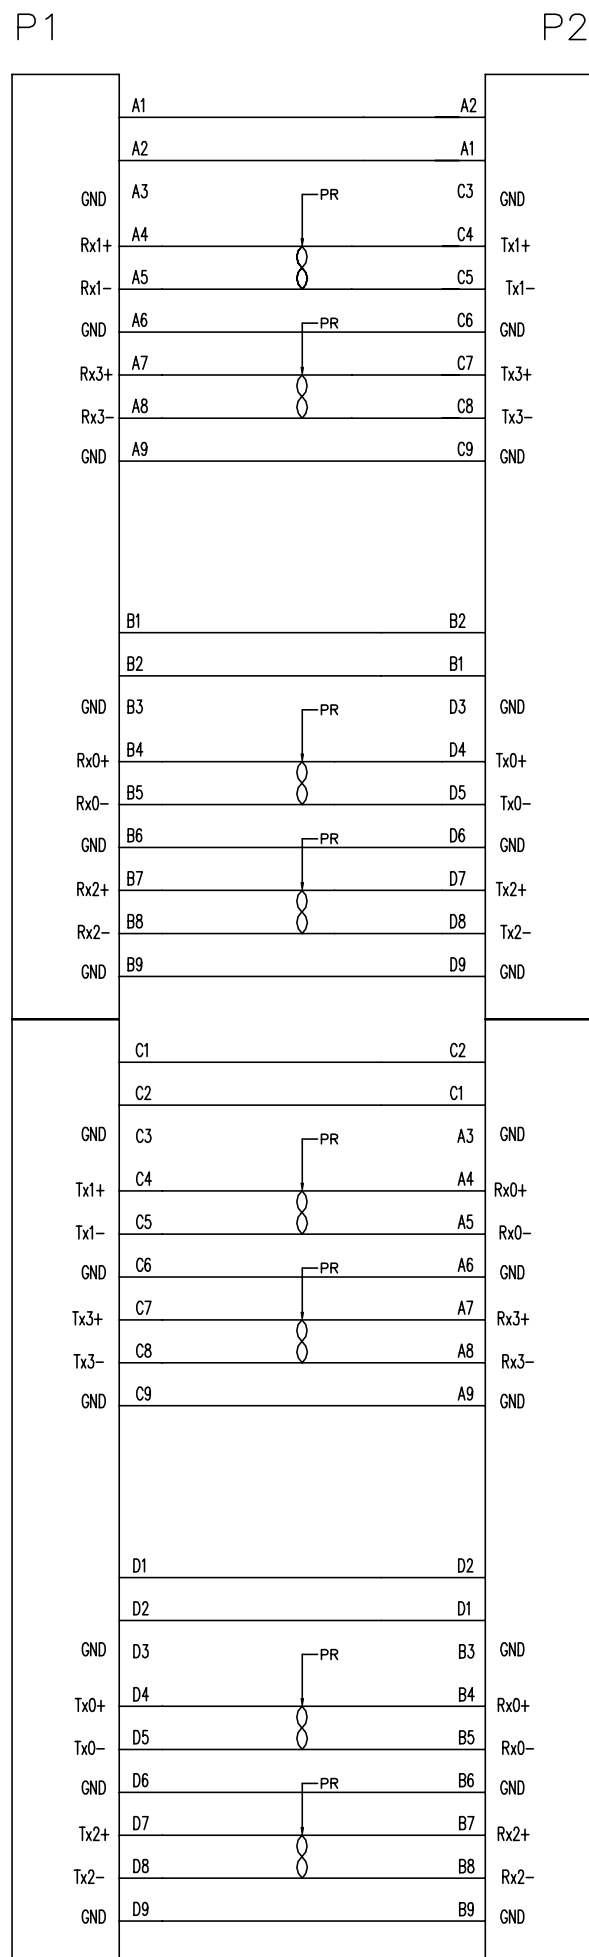 P1 P2
A1 A2
A2 A1
GND A3 PR C3 GND
Rx1+ A4 C4 Tx1+
Rx1- A5 C5 Tx1-
GND A6 PR C6 GND
Rx3+ A7 C7 Tx3+
Rx3- A8 C8 Tx3-
GND A9 C9 GND
B1 B2
B2 B1
GND B3 PR D3 GND
Rx0+ B4 D4 Tx0+
Rx0- B5 D5 Tx0-
GND B6 PR D6 GND
Rx2+ B7 D7 Tx2+
Rx2- B8 D8 Tx2-
GND B9 D9 GND
C1 C2
C2 C1
GND C3 PR A3 GND
Tx1+ C4 A4 Rx0+
Tx1- C5 A5 Rx0-
GND C6 PR A6 GND
Tx3+ C7 A7 Rx3+
Tx3- C8 A8 Rx3-
GND C9 A9 GND
D1 D2
D2 D1
GND D3 PR B3 GND
Tx0+ D4 B4 Rx0+
Tx0- D5 B5 Rx0-
GND D6 PR B6 GND
Tx2+ D7 B7 Rx2+
Tx2- D8 B8 Rx2-
GND D9 B9 GND